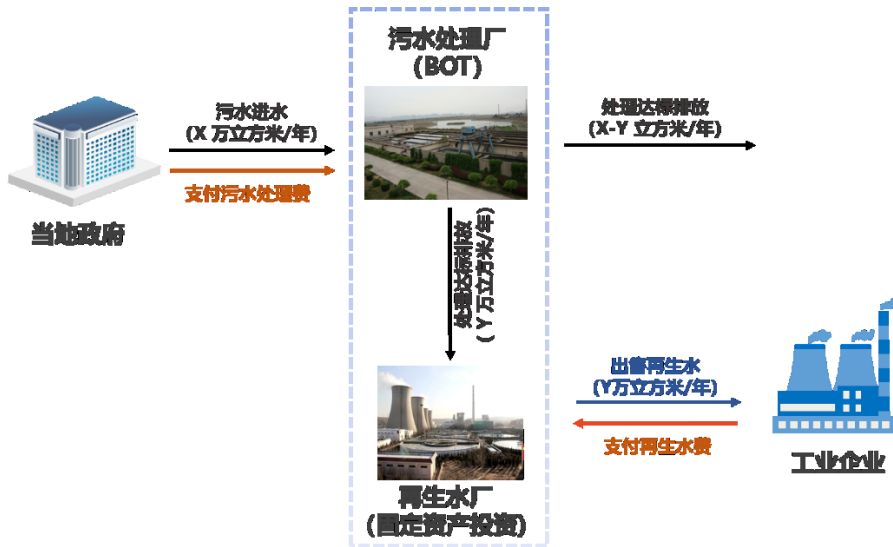 污水处理厂
(BOT)
污水进水
(X 万立方米/年)
支付污水处理费
当地政府
处理达标排放
(X-Y 立方米/年)
处理达标排放
( Y 万立方米/年)
出售再生水
(Y万立方米/年)
支付再生水费
工业企业
再生水厂
(固定资产投资)